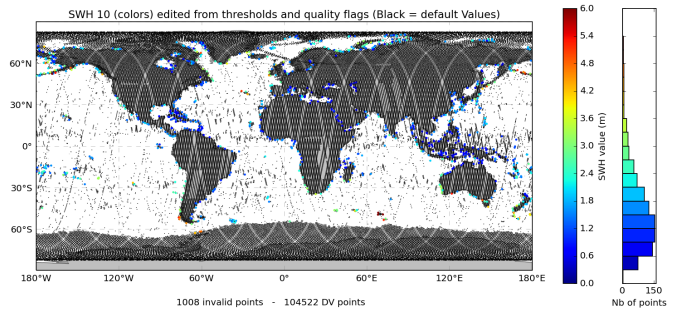 SWH 10 (colors) edited from thresholds and quality flags (Black = default Values)
60°N
30°N
0°
30°S
60°S
180°W
120°W
60°W
0°
60°E
120°E
180°E
1008 invalid points - 104522 DV points
6.0
5.4
4.8
4.2
3.6
3.0
2.4
1.8
1.2
0.6
0.0
SWH value (m)
0
150
Nb of points